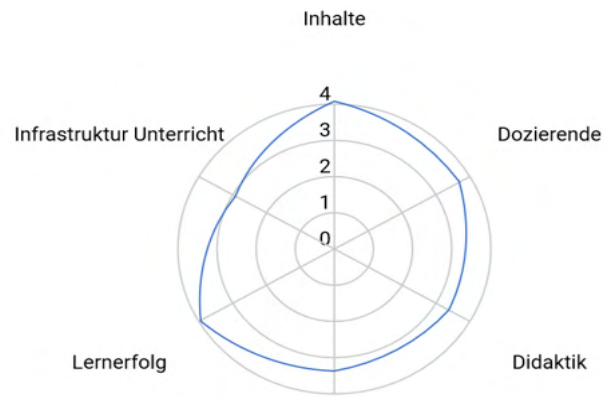 Inhalte
4
Infrastruktur Unterricht
Dozierende
3
2
1
0
Lernerfolg
Didaktik